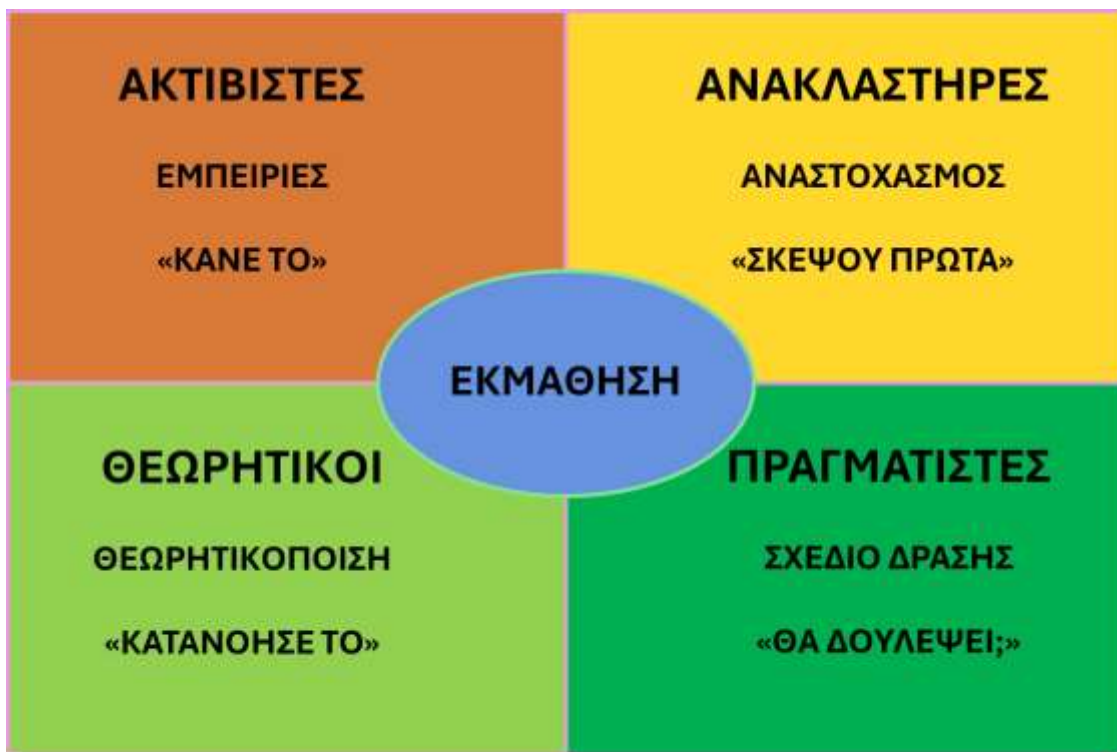 ΑΚΤΙΒΙΣΤΕΣ
ΕΜΠΕΙΡΙΕΣ
«ΚΑΝΕ ΤΟ»
ΑΝΑΚΛΑΣΤΗΡΕΣ
ΑΝΑΣΤΟΧΑΣΜΟΣ
«ΣΚΕΨΟΥ ΠΡΩΤΑ»
ΕΚΜΑΘΗΣΗ
ΘΕΩΡΗΤΙΚΟΙ
ΘΕΩΡΗΤΙΚΟΠΟΙΣΗ
«ΚΑΤΑΝΟΗΣΕ ΤΟ»
ΠΡΑΓΜΑΤΙΣΤΕΣ
ΣΧΕΔΙΟ ΔΡΑΣΗΣ
«ΘΑ ΔΟΥΛΕΨΕΙ;»